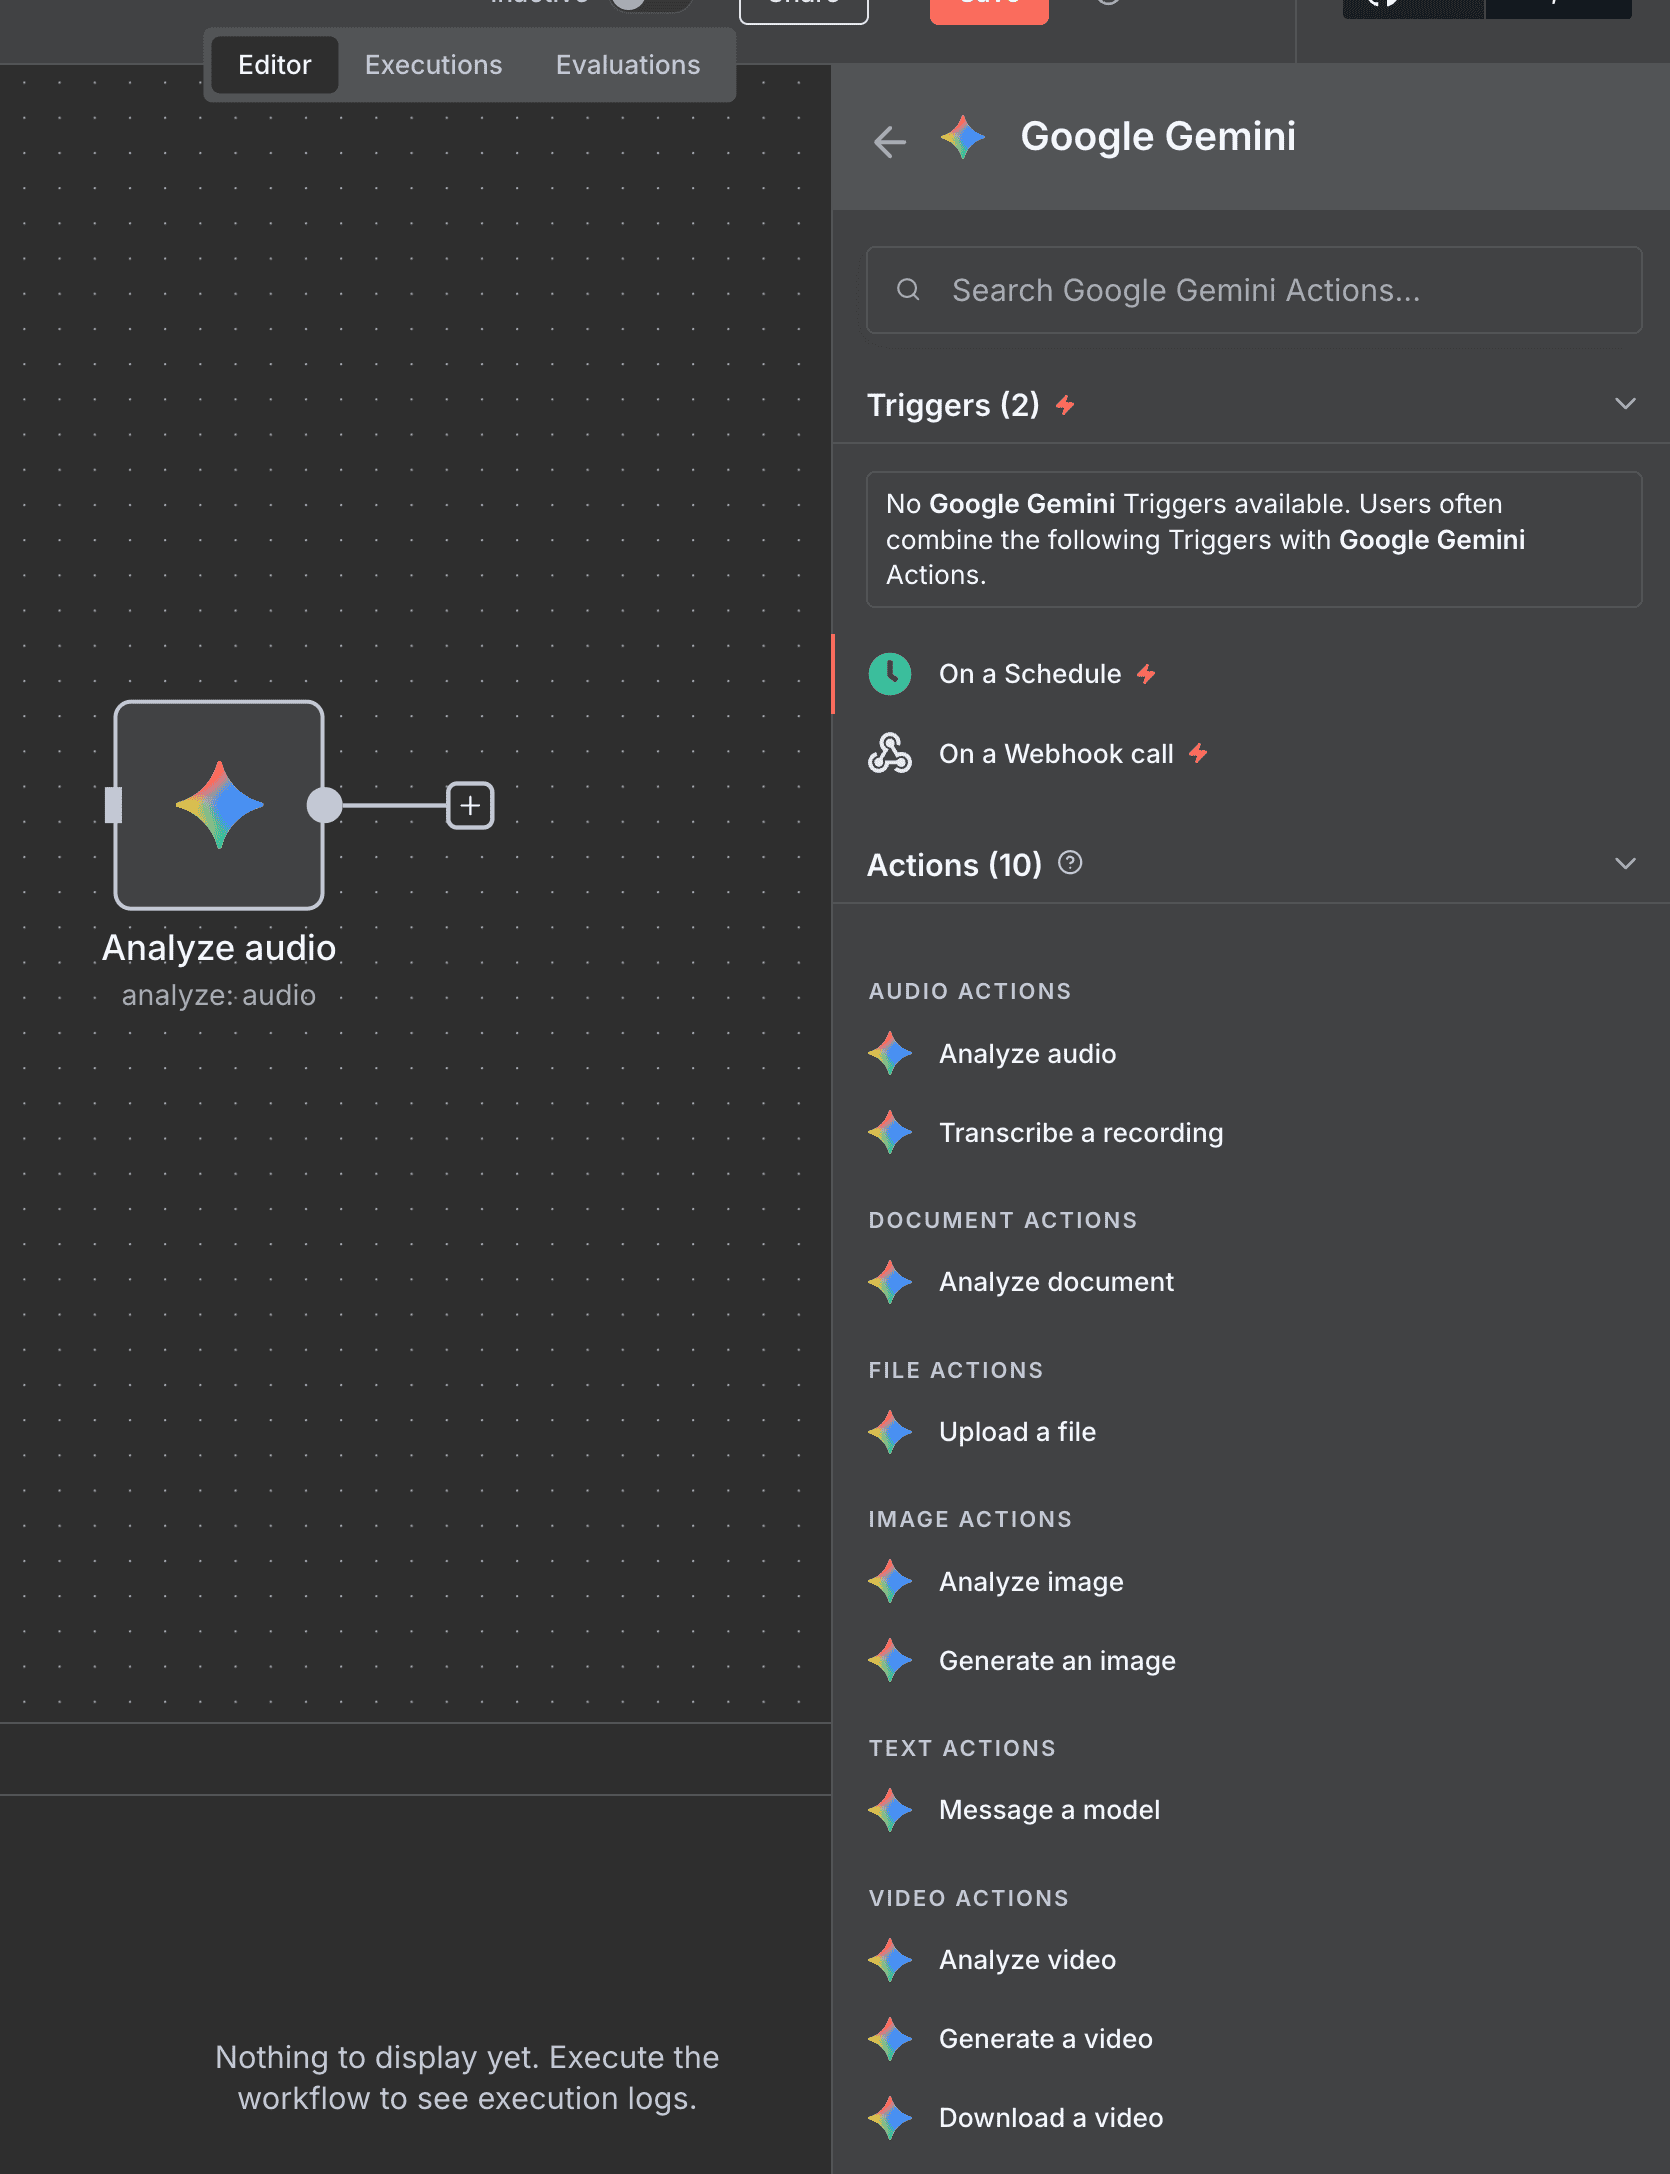 Editor
Executions
Evaluations
Google Gemini
Search Google Gemini Actions...
Triggers (2)
No Google Gemini Triggers available. Users often
combine the following Triggers with Google Gemini
Actions.
On a Schedule
On a Webhook call
Actions (10)
Analyze audio
analyze: audio
AUDIO ACTIONS
Analyze audio
Transcribe a recording
DOCUMENT ACTIONS
Analyze document
FILE ACTIONS
Upload a file
IMAGE ACTIONS
Analyze image
Generate an image
TEXT ACTIONS
Message a model
VIDEO ACTIONS
Analyze video
Generate a video
Download a video
Nothing to display yet. Execute the
workflow to see execution logs.